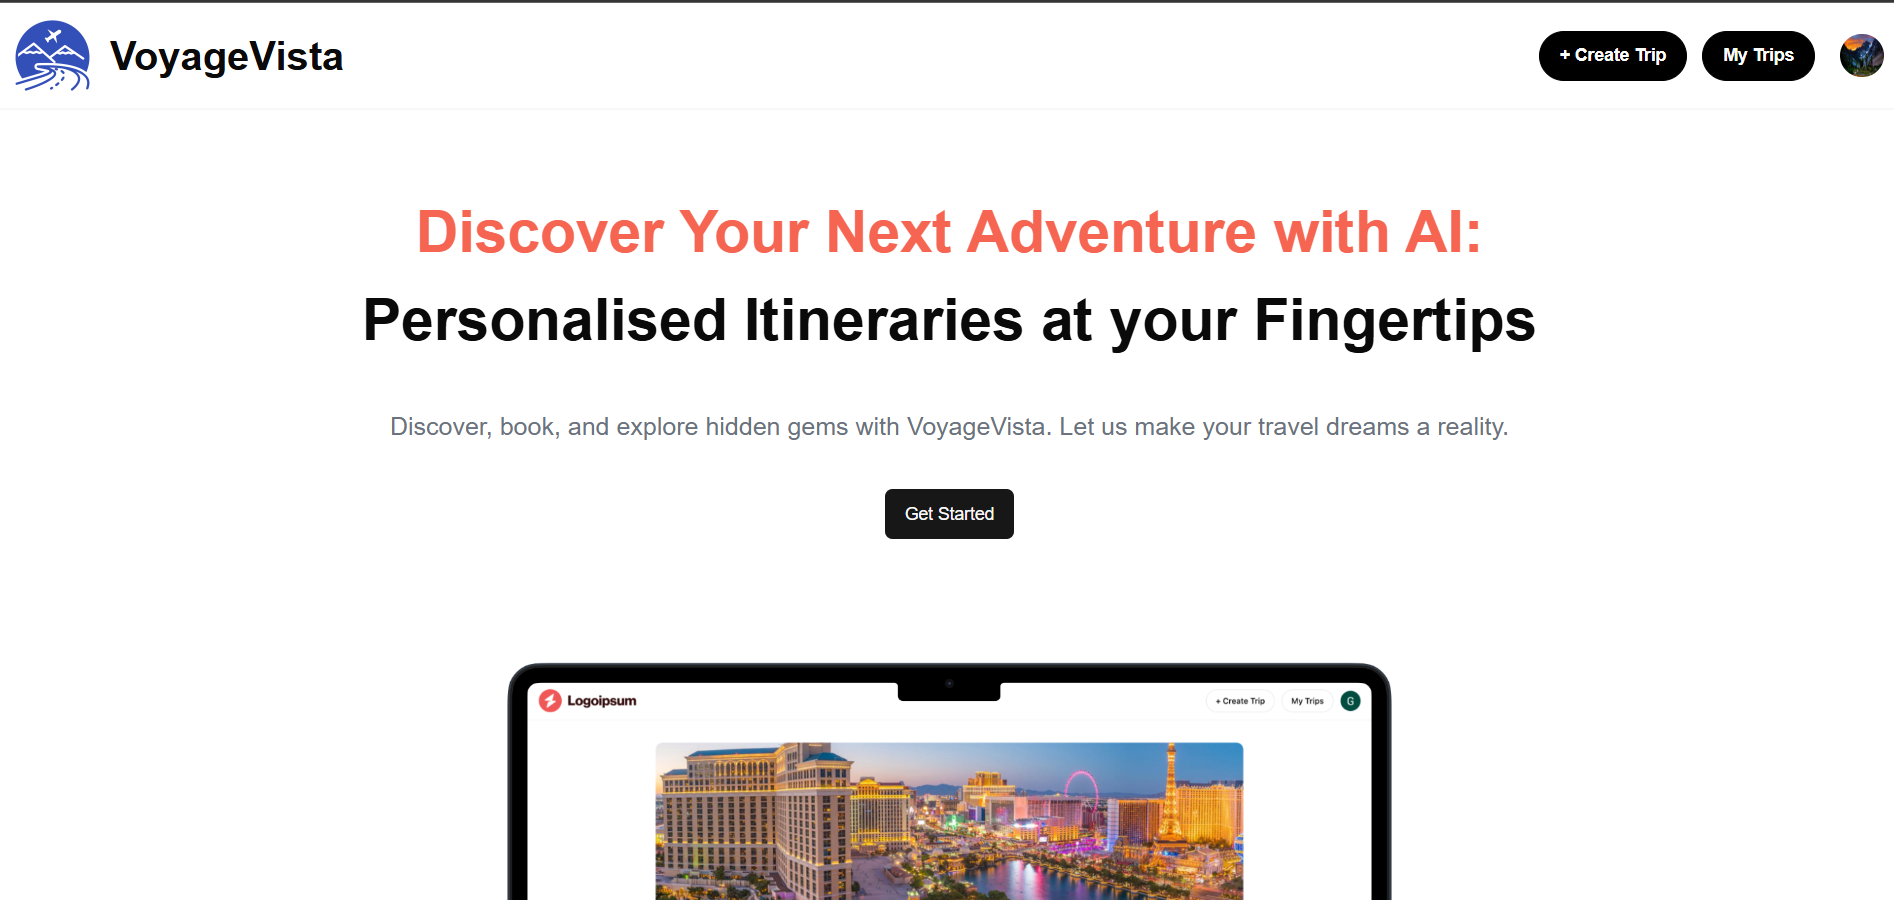 VoyageVista
+ Create Trip
My Trips
Discover Your Next Adventure with AI:
Personalised Itineraries at your Fingertips
Discover, book, and explore hidden gems with VoyageVista. Let us make your travel dreams a reality.
Get Started
Logoipsum
+ Create Trip
My Trips
G